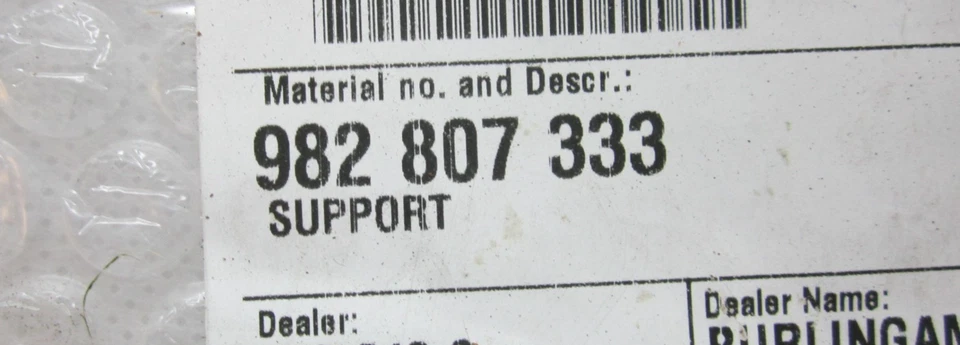 Material no. and Descr.:
982 807 333
SUPPORT
Dealer:
Dealer Name: